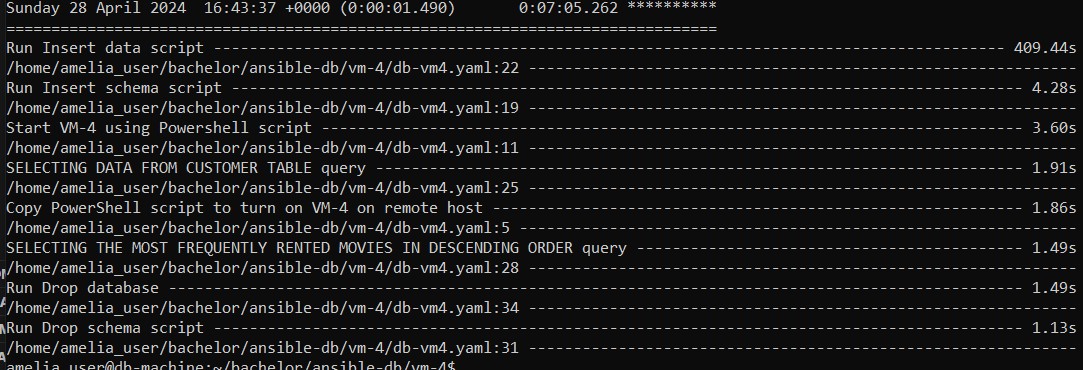 Sunday 28 April 2024  16:43:37 +0000 (0:00:01.490)       0:07:05.262 **********
===============================================================================
Run Insert data script ---------------------------------------------------------------------------------------- 409.44s
/home/amelia_user/bachelor/ansible-db/vm-4/db-vm4.yaml:22 -------------------------------------------------------------
Run Insert schema script ---------------------------------------------------------------------------------------- 4.28s
/home/amelia_user/bachelor/ansible-db/vm-4/db-vm4.yaml:19 -------------------------------------------------------------
Start VM-4 using Powershell script ------------------------------------------------------------------------------ 3.60s
/home/amelia_user/bachelor/ansible-db/vm-4/db-vm4.yaml:11 -------------------------------------------------------------
SELECTING DATA FROM CUSTOMER TABLE query ------------------------------------------------------------------------ 1.91s
/home/amelia_user/bachelor/ansible-db/vm-4/db-vm4.yaml:25 -------------------------------------------------------------
Copy PowerShell script to turn on VM-4 on remote host ----------------------------------------------------------- 1.86s
/home/amelia_user/bachelor/ansible-db/vm-4/db-vm4.yaml:5 --------------------------------------------------------------
SELECTING THE MOST FREQUENTLY RENTED MOVIES IN DESCENDING ORDER query ------------------------------------------- 1.49s
/home/amelia_user/bachelor/ansible-db/vm-4/db-vm4.yaml:28 -------------------------------------------------------------
Run Drop database ----------------------------------------------------------------------------------------------- 1.49s
/home/amelia_user/bachelor/ansible-db/vm-4/db-vm4.yaml:34 -------------------------------------------------------------
Run Drop schema script ------------------------------------------------------------------------------------------ 1.13s
/home/amelia_user/bachelor/ansible-db/vm-4/db-vm4.yaml:31 -------------------------------------------------------------
amelia_user@db-machine:~/bachelor/ansible-db/vm-4$